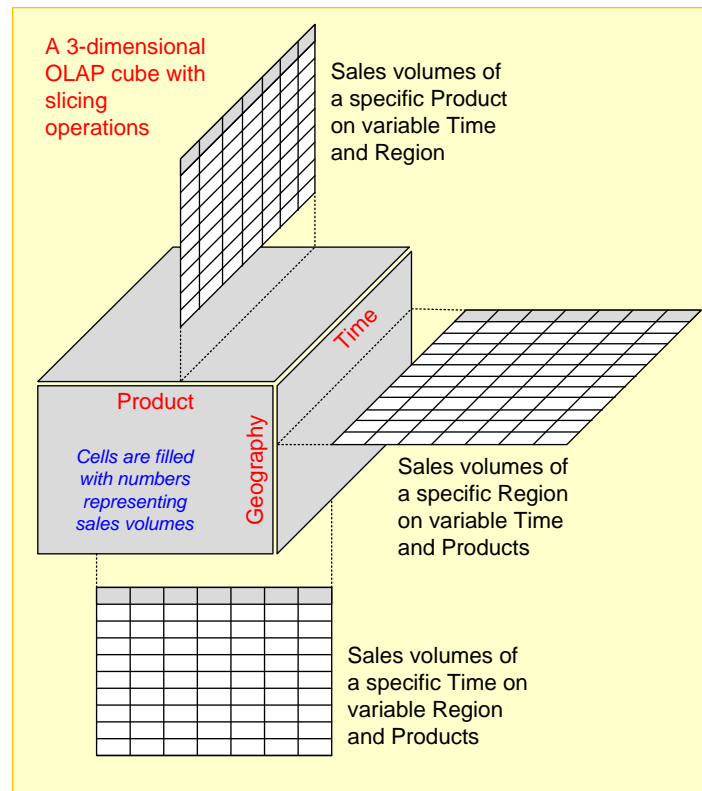 A 3-dimensional
OLAP cube with
slicing
operations
Sales volumes of
a specific Product
on variable Time
and Region
Time
Product
Geography
Cells are filled
with numbers
representing
sales volumes
Sales volumes of
a specific Region
on variable Time
and Products
Sales volumes of
a specific Time on
variable Region
and Products